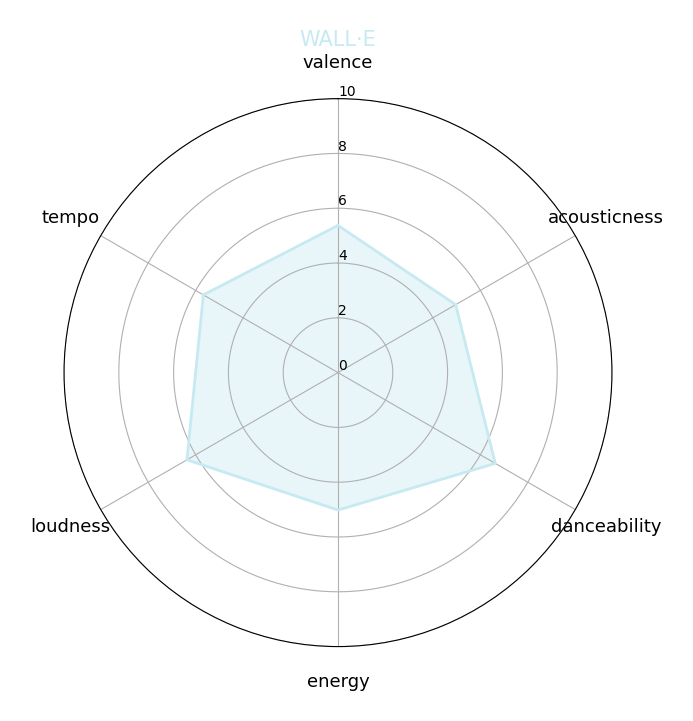 WALL·E
valence
10
8
tempo
6
acousticness
4
2
0
loudness
danceability
energy